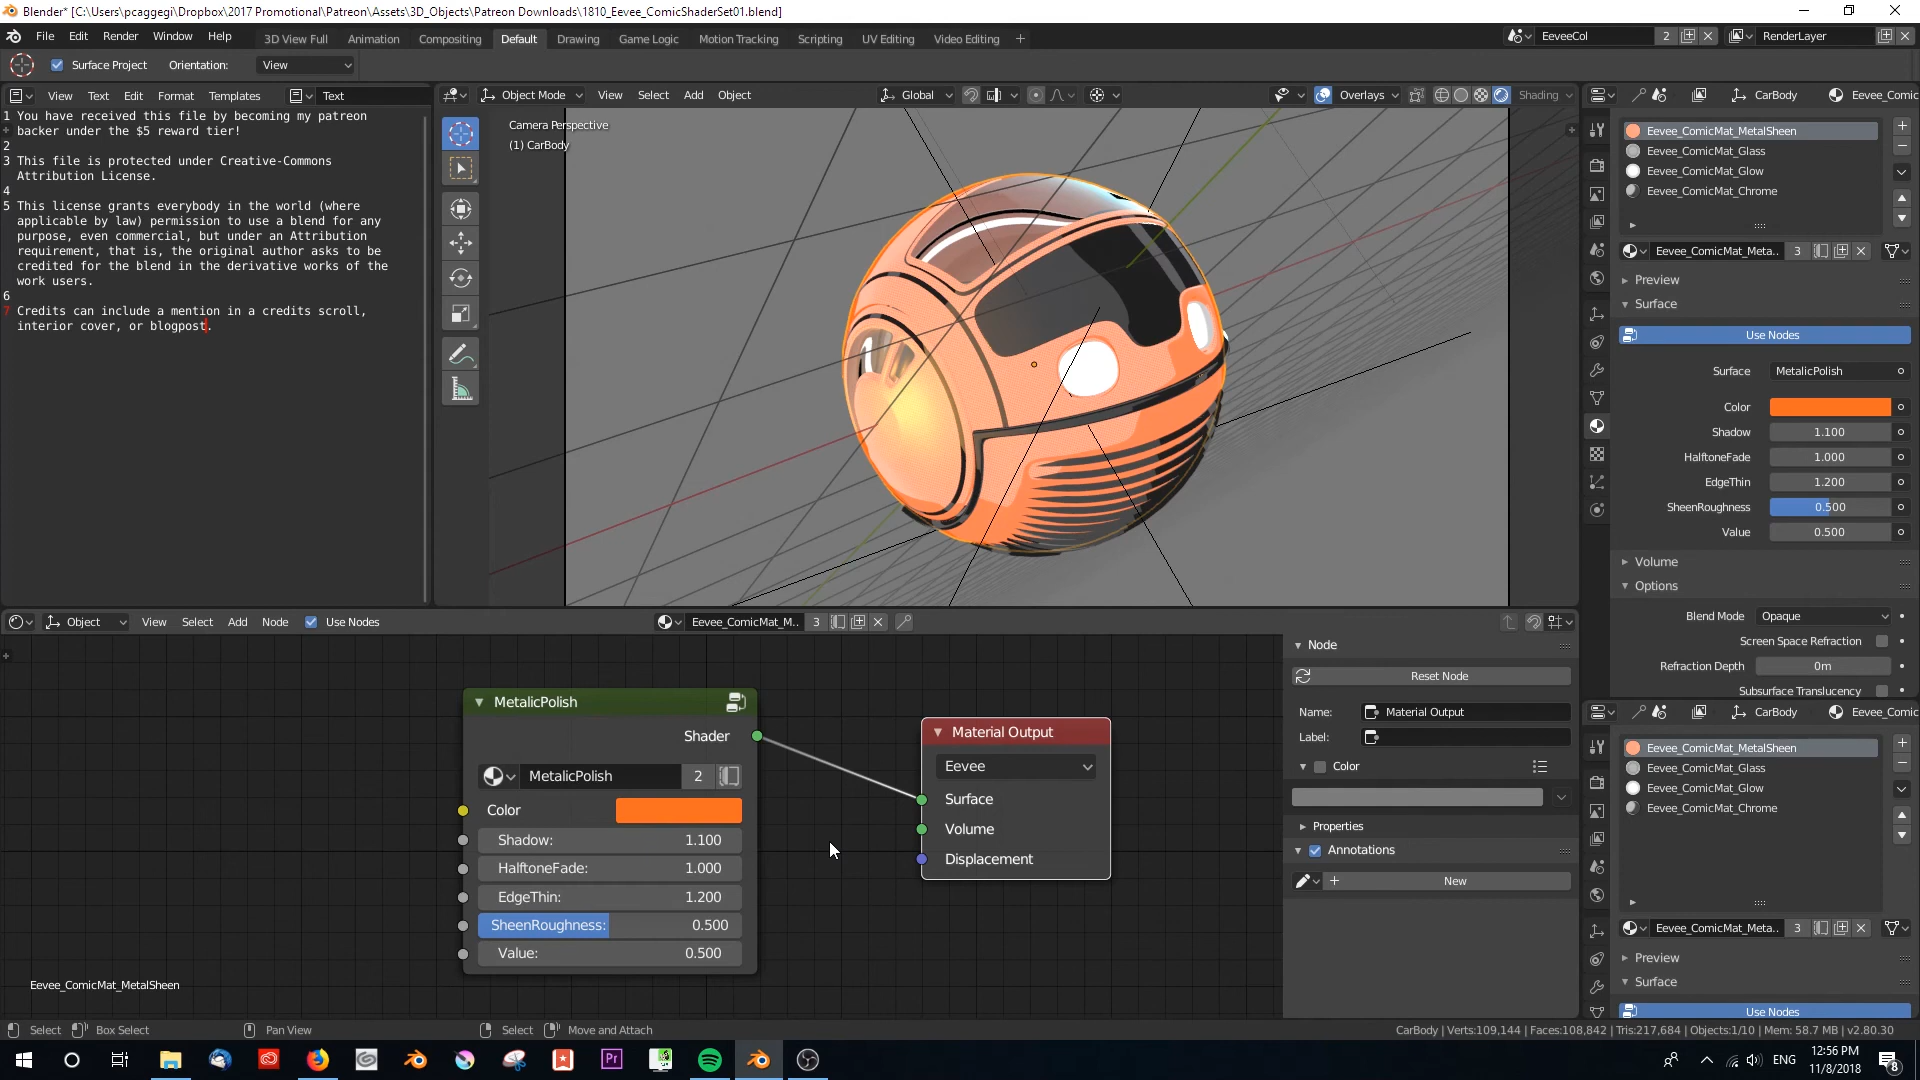 Blender* [C:\Users\pcaggegi\Dropbox\2017 Promotional\Patreon\Assets\3D_Objects\Patreon Downloads\1810_Eevee_ComicShaderSet01.blend]
File Edit Render Window Help 3D View Full Animation Compositing Default Drawing Game Logic Motion Tracking Scripting UV Editing Video Editing + EeveeCol 2 RenderLayer
Surface Project Orientation: View
View Text Edit Format Templates Text
Object Mode View Select Add Object Global Overlays Shading
CarBody Eevee_Comic
1 You have received this file by becoming my patreon
backer under the $5 reward tier!
2
3 This file is protected under Creative-Commons
Attribution License.
4
5 This license grants everybody in the world (where
applicable by law) permission to use a blend for any
purpose, even commercial, but under an Attribution
requirement, that is, the original author asks to be
credited for the blend in the derivative works of the
work users.
6
7 Credits can include a mention in a credits scroll,
interior cover, or blogpost.
Camera Perspective
(1) CarBody
Eevee_ComicMat_MetalSheen
Eevee_ComicMat_Glass
Eevee_ComicMat_Glow
Eevee_ComicMat_Chrome
Eevee_ComicMat_Meta.. 3
Preview
Surface
Use Nodes
Surface MetalicPolish
Color
Shadow 1.100
HalftoneFade 1.000
EdgeThin 1.200
SheenRoughness 0.500
Value 0.500
Volume
Options
Blend Mode Opaque
Screen Space Refraction
Refraction Depth 0m
Subsurface Translucency
Object View Select Add Node Use Nodes Eevee_ComicMat_M.. 3
MetalicPolish
Shader
MetalicPolish 2
Color
Shadow: 1.100
HalftoneFade: 1.000
EdgeThin: 1.200
SheenRoughness: 0.500
Value: 0.500
Material Output
Eevee
Surface
Volume
Displacement
Eevee_ComicMat_MetalSheen
Node
Reset Node
Name: Material Output
Label:
Color
Properties
Annotations
New
CarBody Eevee_Comic
Eevee_ComicMat_MetalSheen
Eevee_ComicMat_Glass
Eevee_ComicMat_Glow
Eevee_ComicMat_Chrome
Eevee_ComicMat_Meta.. 3
Preview
Surface
Use Nodes
Select Box Select Pan View Select Move and Attach
CarBody | Verts:109,144 | Faces:108,842 | Tris:217,684 | Objects:1/10 | Mem: 58.7 MB | v2.80.30
Pr
ENG
12:56 PM
11/8/2018
8